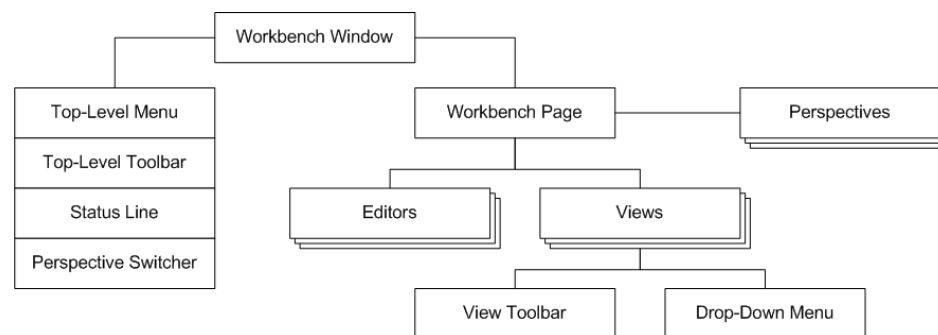 Workbench Window
Top-Level Menu
Workbench Page
Perspectives
Top-Level Toolbar
Editors
Views
Status Line
Perspective Switcher
View Toolbar
Drop-Down Menu